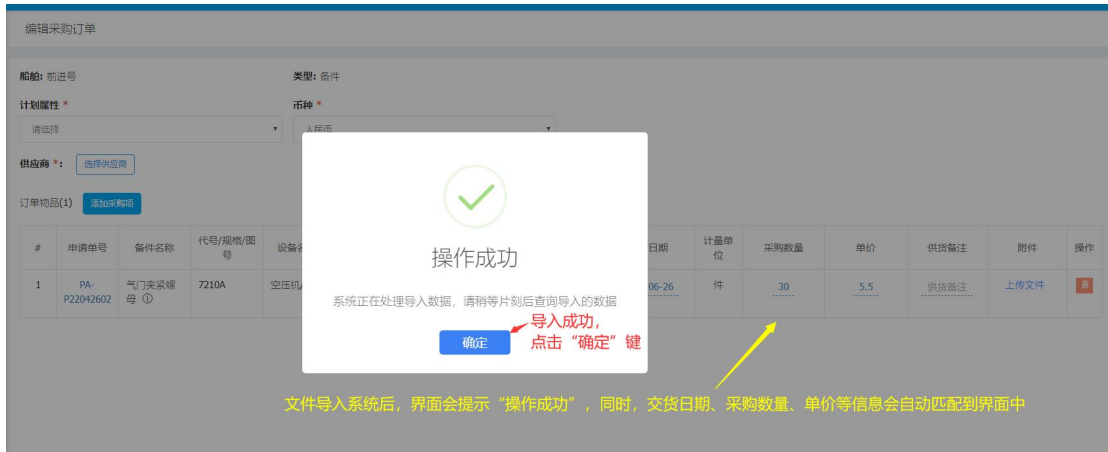 编辑采购订单
船舶: 前进号 类型: 备件
计划属性 * 币种 *
请选择 人民币
供应商 *: 选择供应商
订单物品(1) 添加采购项
# 申请单号 备件名称 代号/规格/图号 设备名 日期 计量单位 采购数量 单价 供货备注 附件 操作
1 PA-P22042602 气门夹紧螺母 ① 7210A 空压机/ 06-26 件 30 5.5 供货备注 上传文件
操作成功
系统正在处理导入数据，请稍等片刻后查询导入的数据
确定
导入成功，
点击“确定”键
文件导入系统后，界面会提示“操作成功”，同时，交货日期、采购数量、单价等信息会自动匹配到界面中